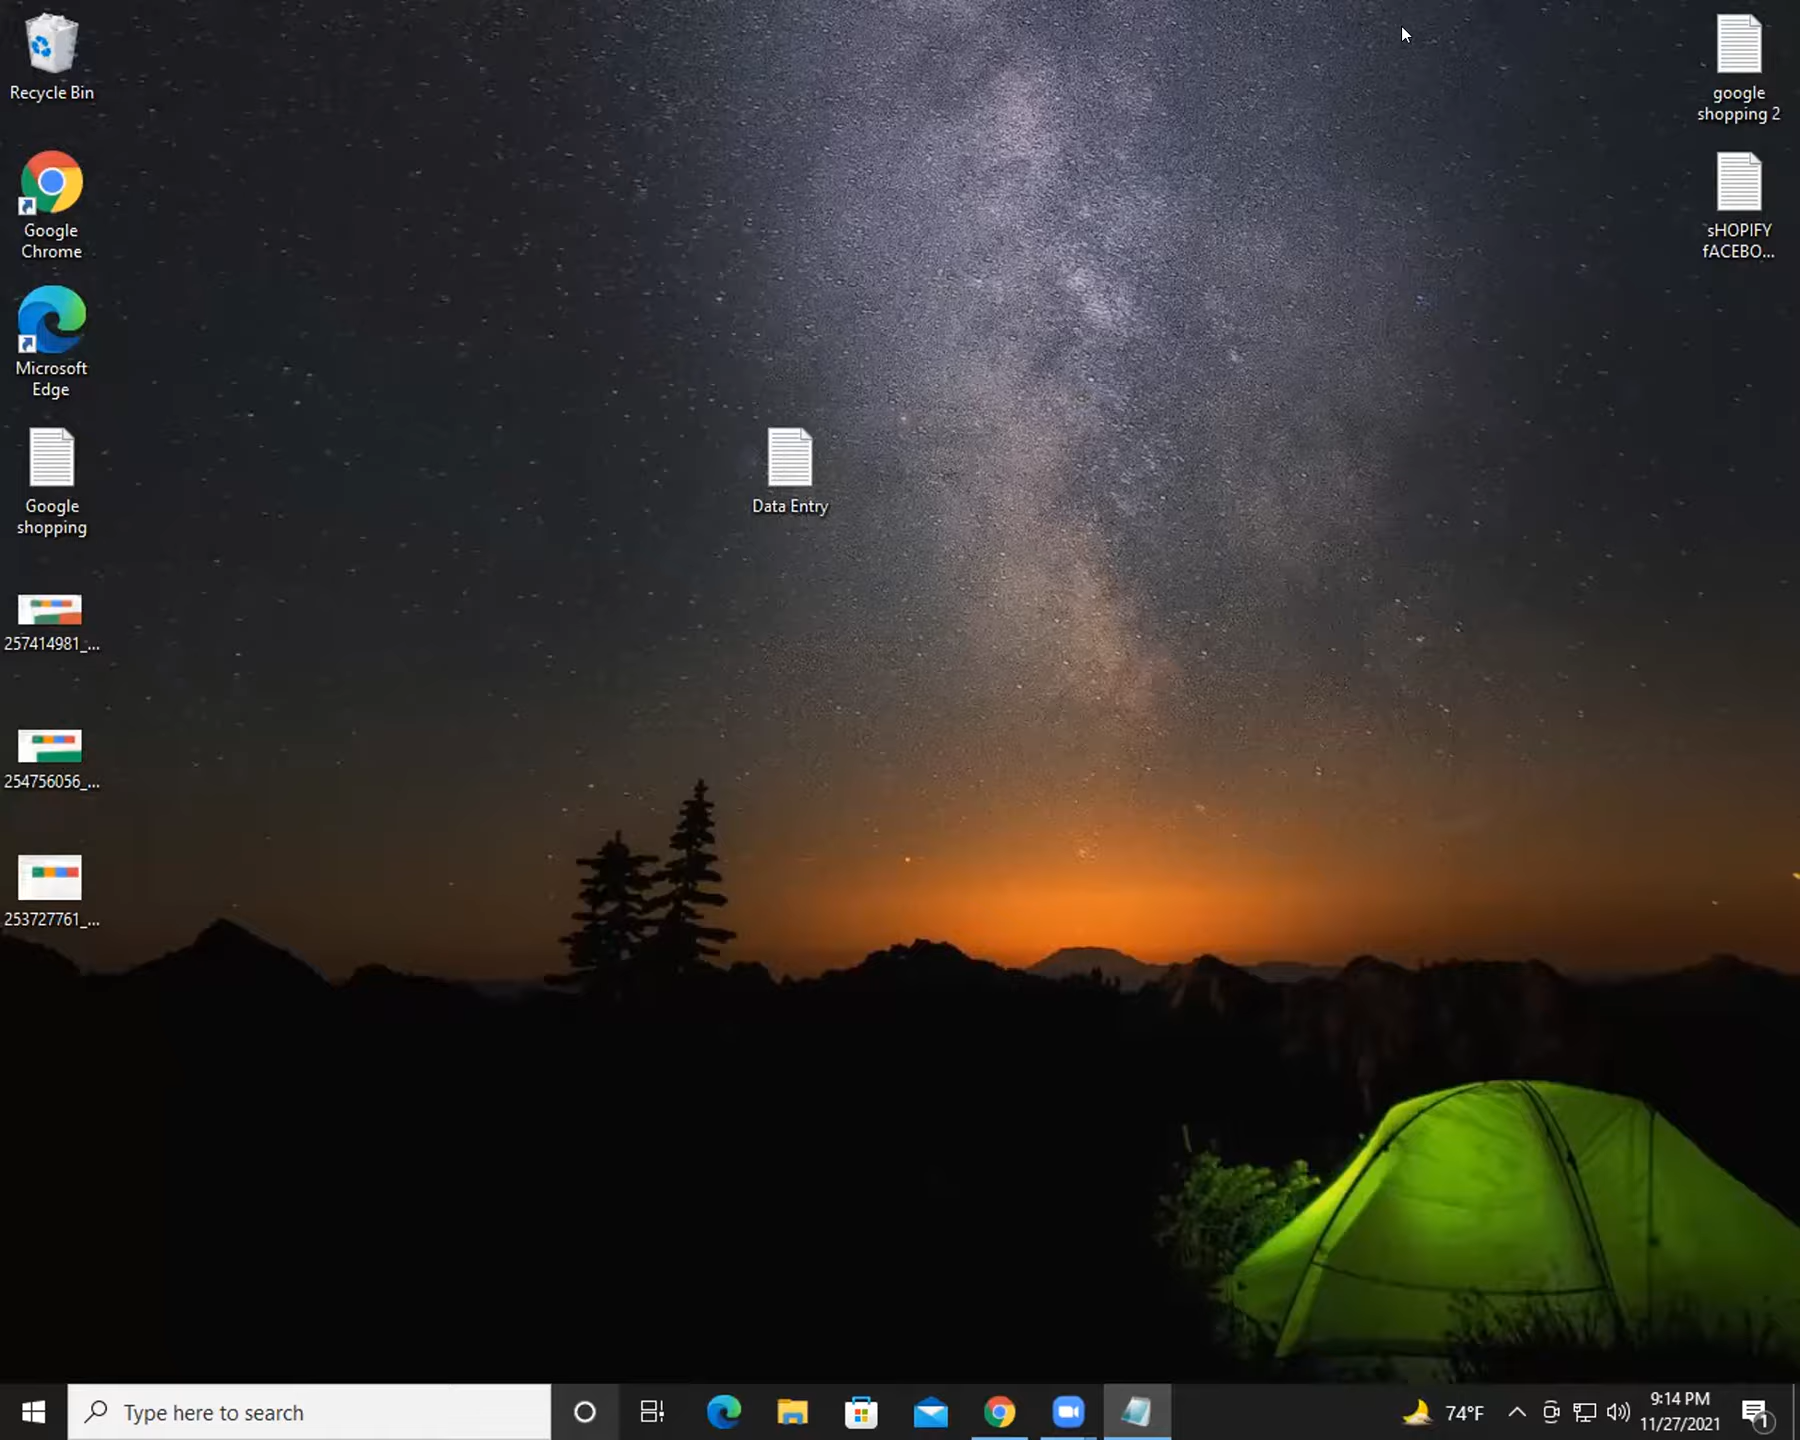 Recycle Bin
Google
Chrome
Microsoft
Edge
Google
shopping
257414981_...
254756056_...
253727761_...
Data Entry
google
shopping 2
sHOPIFY
fACEBO...
Type here to search
74°F
9:14 PM
11/27/2021
1